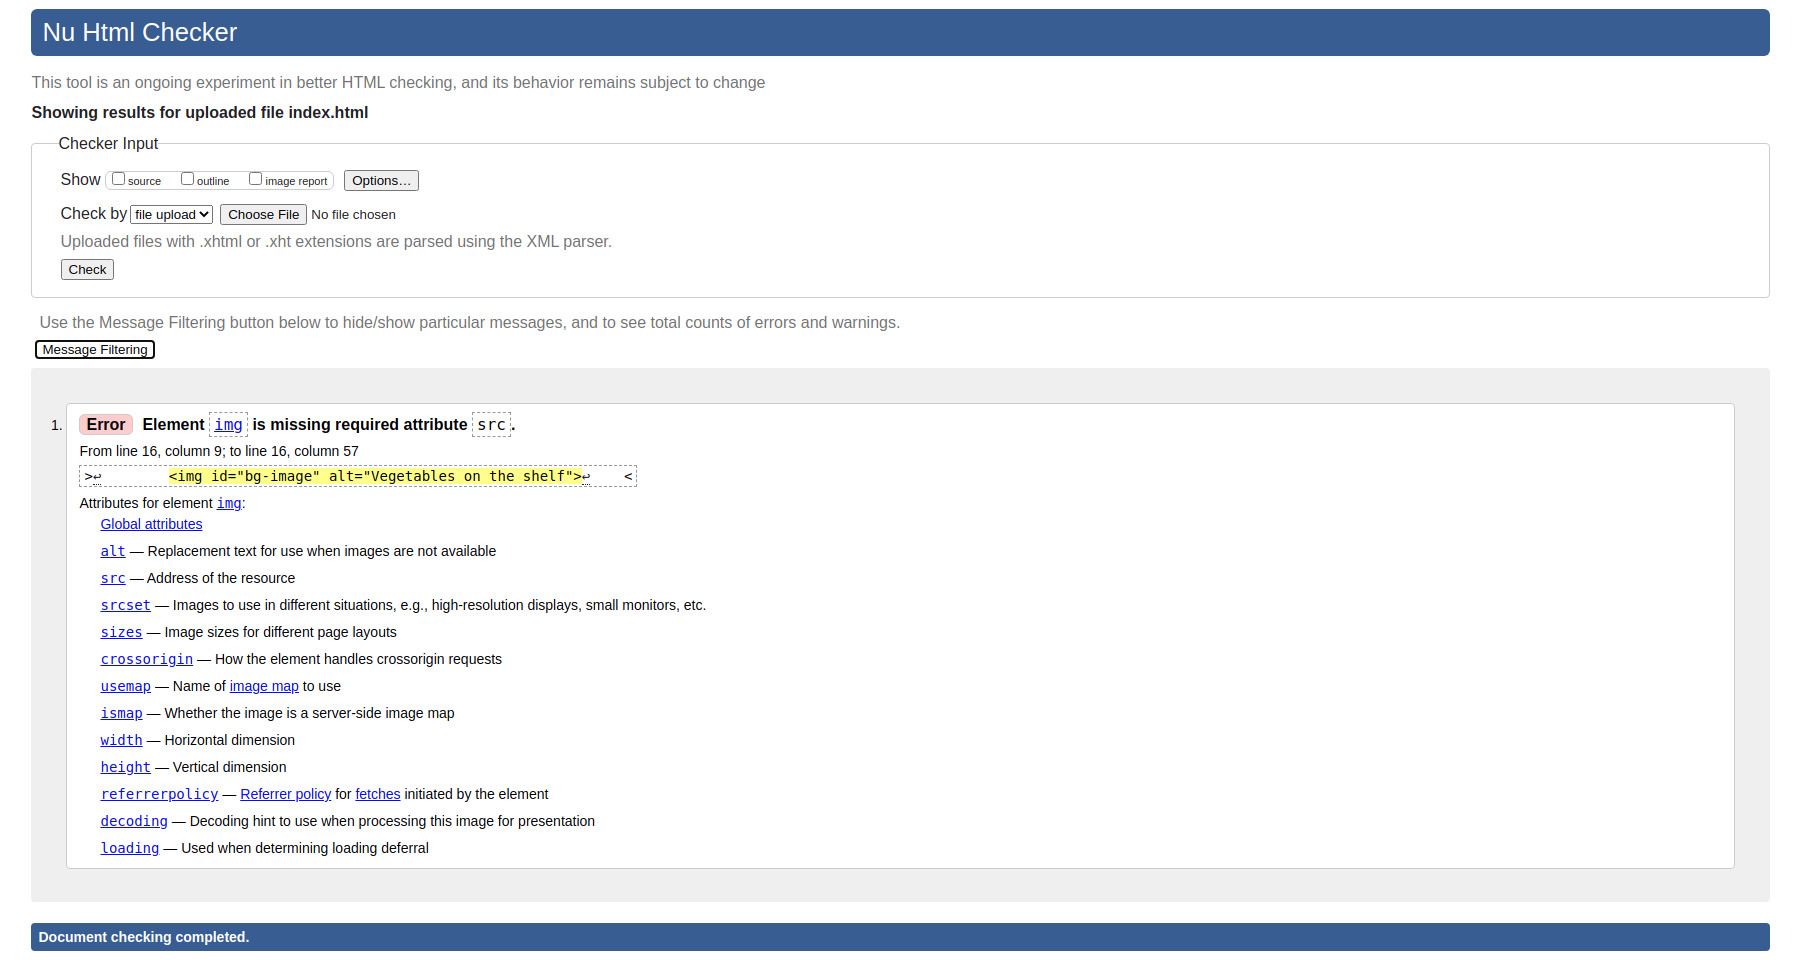 Nu Html Checker
This tool is an ongoing experiment in better HTML checking, and its behavior remains subject to change
Showing results for uploaded file index.html
Checker Input
Show source outline image report Options…
Check by file upload Choose File No file chosen
Uploaded files with .xhtml or .xht extensions are parsed using the XML parser.
Check
Use the Message Filtering button below to hide/show particular messages, and to see total counts of errors and warnings.
Message Filtering
1. Error Element img is missing required attribute src.
From line 16, column 9; to line 16, column 57
>↩ <img id="bg-image" alt="Vegetables on the shelf">↩ <
Attributes for element img:
Global attributes
alt — Replacement text for use when images are not available
src — Address of the resource
srcset — Images to use in different situations, e.g., high-resolution displays, small monitors, etc.
sizes — Image sizes for different page layouts
crossorigin — How the element handles crossorigin requests
usemap — Name of image map to use
ismap — Whether the image is a server-side image map
width — Horizontal dimension
height — Vertical dimension
referrerpolicy — Referrer policy for fetches initiated by the element
decoding — Decoding hint to use when processing this image for presentation
loading — Used when determining loading deferral
Document checking completed.